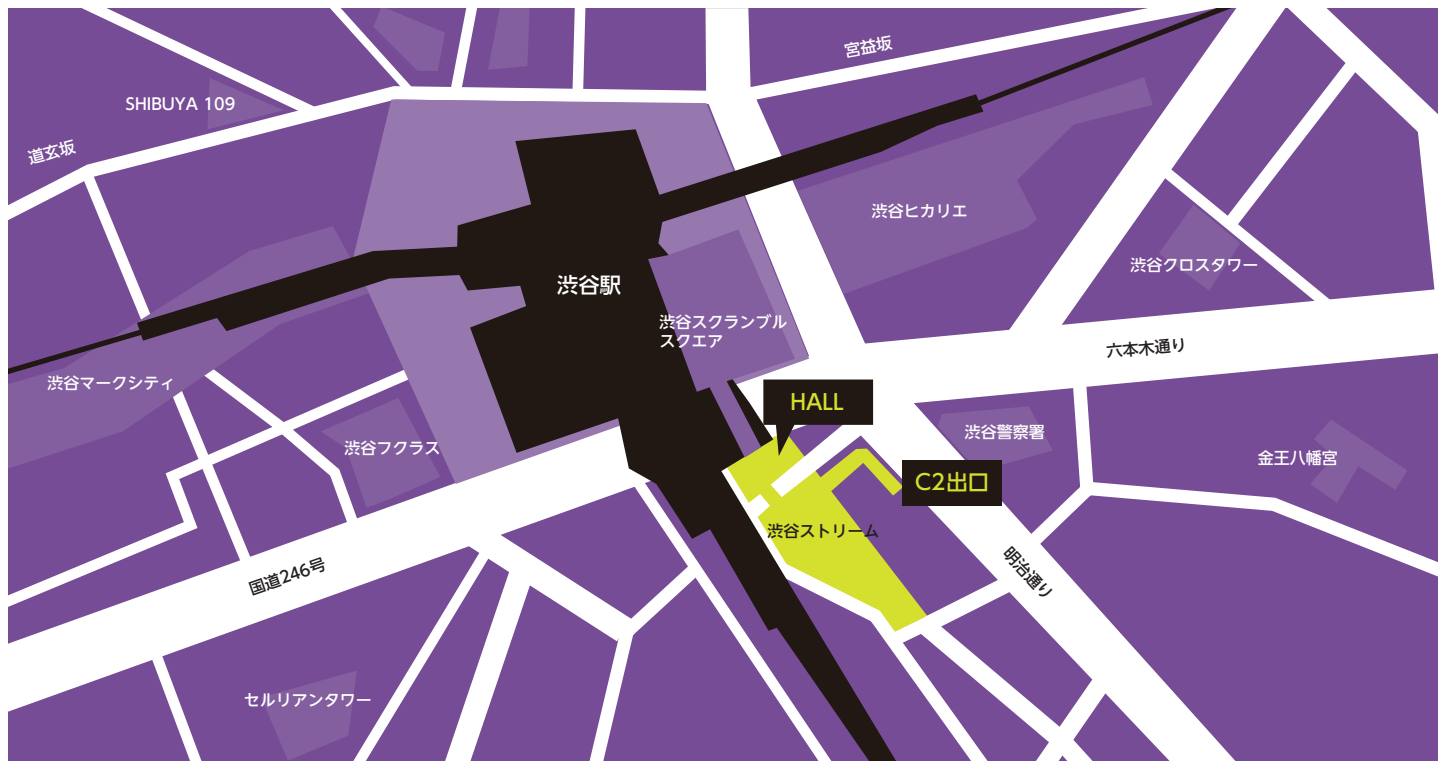 宮益坂
SHIBUYA 109
道玄坂
渋谷ヒカリエ
渋谷クロスタワー
渋谷駅
渋谷スクランブル
スクエア
六本木通り
渋谷マークシティ
HALL
渋谷フクラス
渋谷警察署
金王八幡宮
C2出口
渋谷ストリーム
国道246号
明治通り
セルリアンタワー